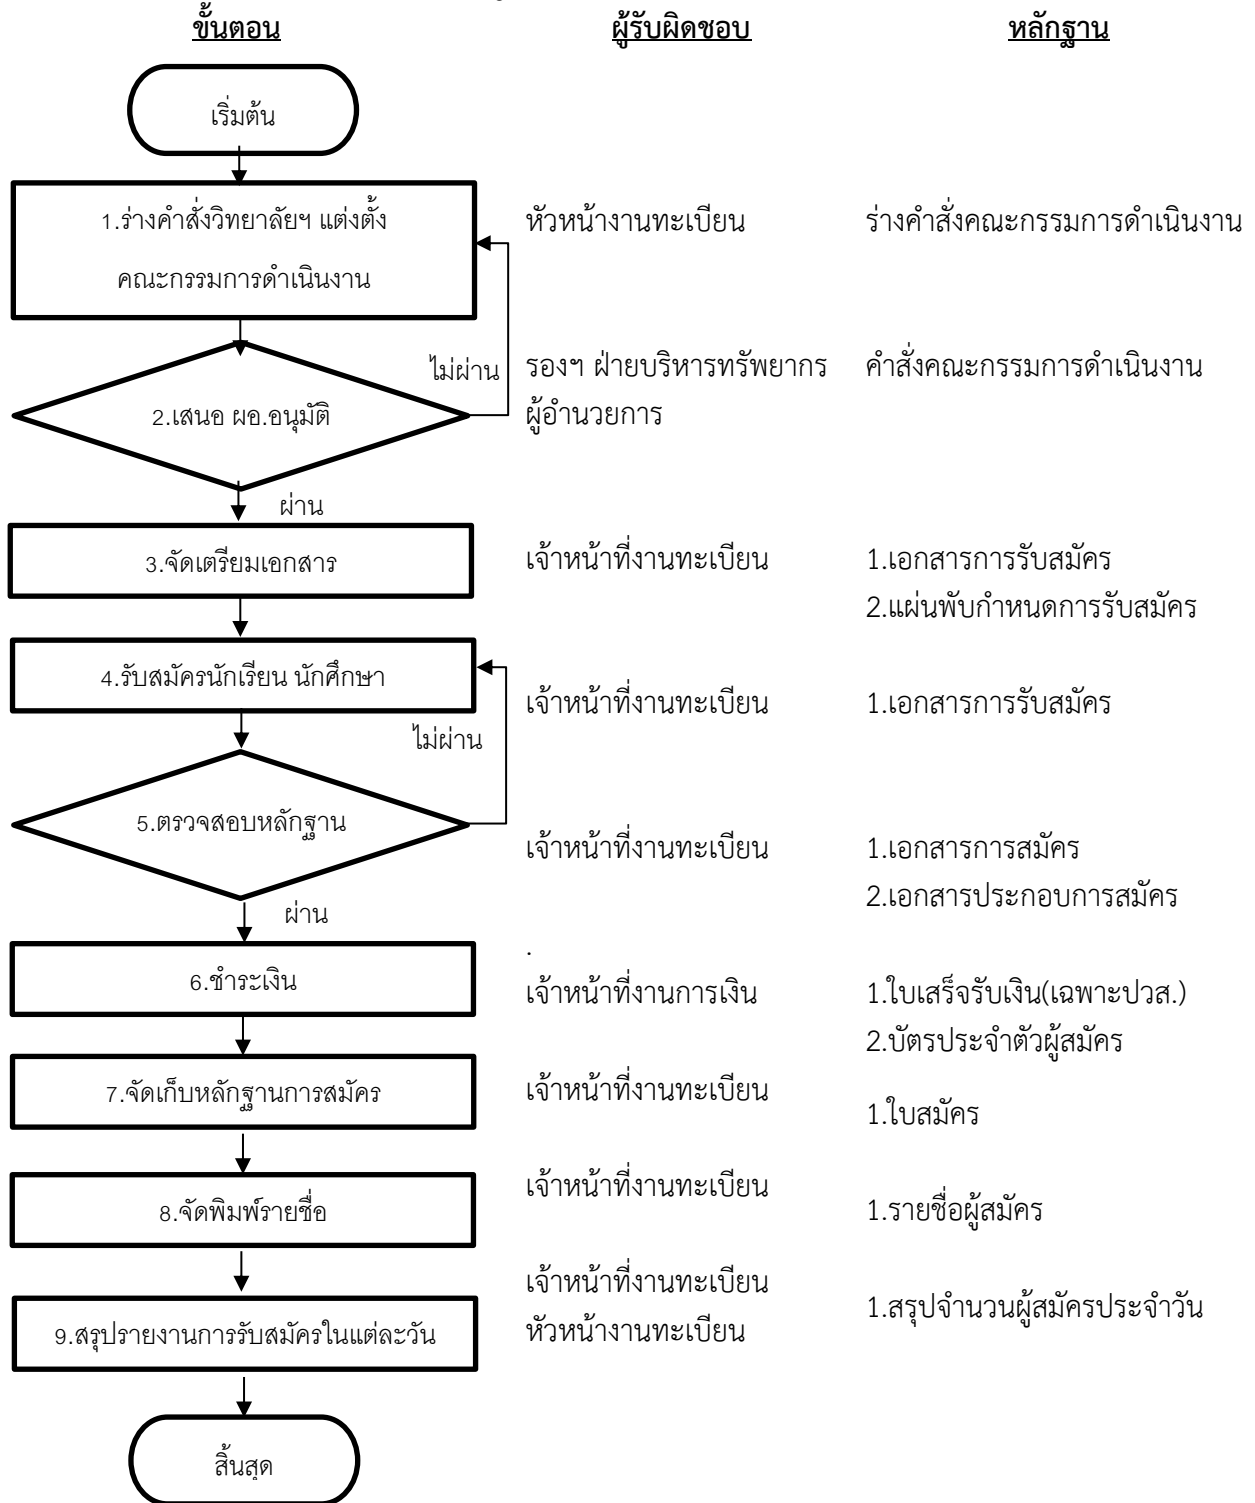 ขั้นตอน ผู้รับผิดชอบ หลักฐาน
เริ่มต้น
1.ร่างคำสั่งวิทยาลัยฯ แต่งตั้ง หัวหน้างานทะเบียน ร่างคำสั่งคณะกรรมการดำเนินงาน
คณะกรรมการดำเนินงาน
ไม่ผ่าน รองฯ ฝ่ายบริหารทรัพยากร คำสั่งคณะกรรมการดำเนินงาน
2.เสนอ ผอ.อนุมัติ ผู้อำนวยการ
ผ่าน
3.จัดเตรียมเอกสาร เจ้าหน้าที่งานทะเบียน 1.เอกสารการรับสมัคร
2.แผ่นพับกำหนดการรับสมัคร
4.รับสมัครนักเรียน นักศึกษา เจ้าหน้าที่งานทะเบียน 1.เอกสารการรับสมัคร
ไม่ผ่าน
5.ตรวจสอบหลักฐาน เจ้าหน้าที่งานทะเบียน 1.เอกสารการสมัคร
2.เอกสารประกอบการสมัคร
ผ่าน
.
6.ชำระเงิน เจ้าหน้าที่งานการเงิน 1.ใบเสร็จรับเงิน(เฉพาะปวส.)
2.บัตรประจำตัวผู้สมัคร
7.จัดเก็บหลักฐานการสมัคร เจ้าหน้าที่งานทะเบียน 1.ใบสมัคร
8.จัดพิมพ์รายชื่อ เจ้าหน้าที่งานทะเบียน 1.รายชื่อผู้สมัคร
เจ้าหน้าที่งานทะเบียน 1.สรุปจำนวนผู้สมัครประจำวัน
9.สรุปรายงานการรับสมัครในแต่ละวัน หัวหน้างานทะเบียน
สิ้นสุด